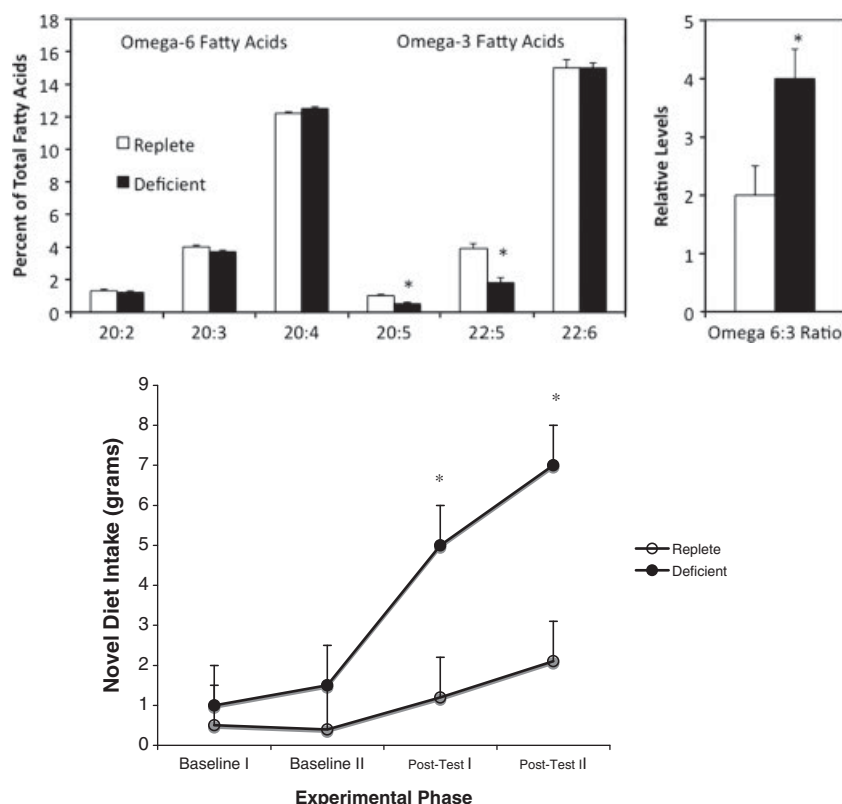 18
16
14
12
10
8
6
4
2
0
Percent of Total Fatty Acids
Omega-6 Fatty Acids
Omega-3 Fatty Acids
Replete
Deficient
*
*
20:2 20:3 20:4 20:5 22:5 22:6
5
4
3
2
1
0
Relative Levels
*
Omega 6:3 Ratio
9
8
7
6
5
4
3
2
1
0
Novel Diet Intake (grams)
*
*
Replete
Deficient
Baseline I Baseline II Post-Test I Post-Test II
Experimental Phase